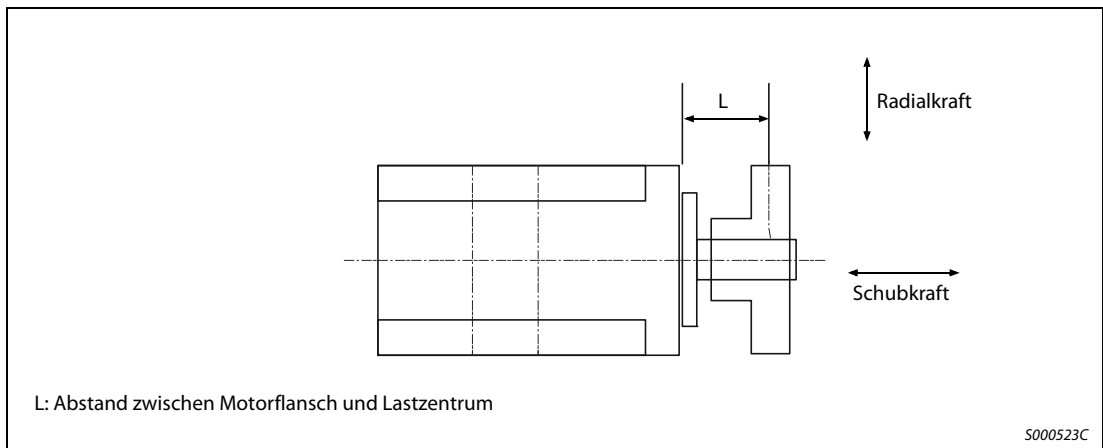 L
Radialkraft
Schubkraft
L: Abstand zwischen Motorflansch und Lastzentrum
S000523C